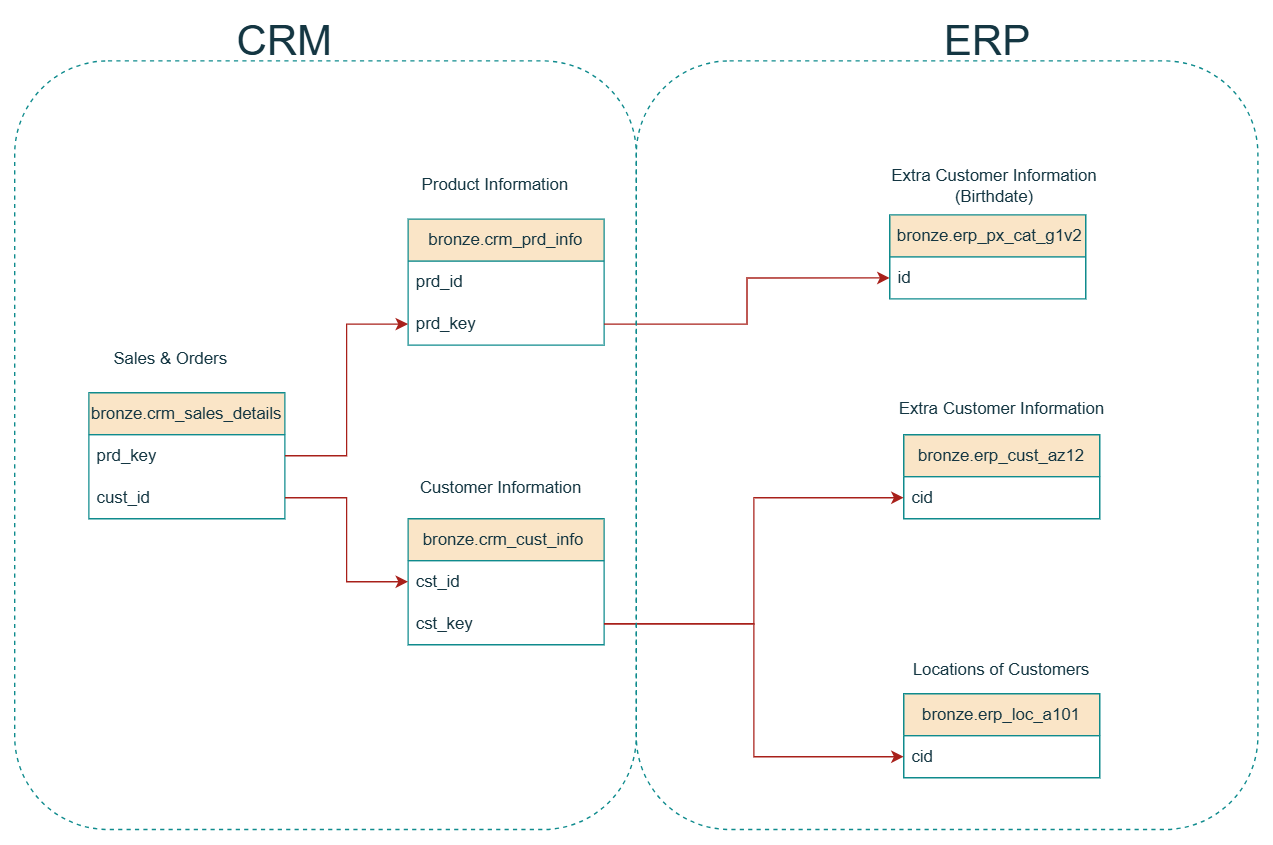 CRM
Sales & Orders
bronze.crm_sales_details
prd_key
cust_id
Product Information
bronze.crm_prd_info
prd_id
prd_key
Customer Information
bronze.crm_cust_info
cst_id
cst_key
ERP
Extra Customer Information
(Birthdate)
bronze.erp_px_cat_g1v2
id
Extra Customer Information
bronze.erp_cust_az12
cid
Locations of Customers
bronze.erp_loc_a101
cid